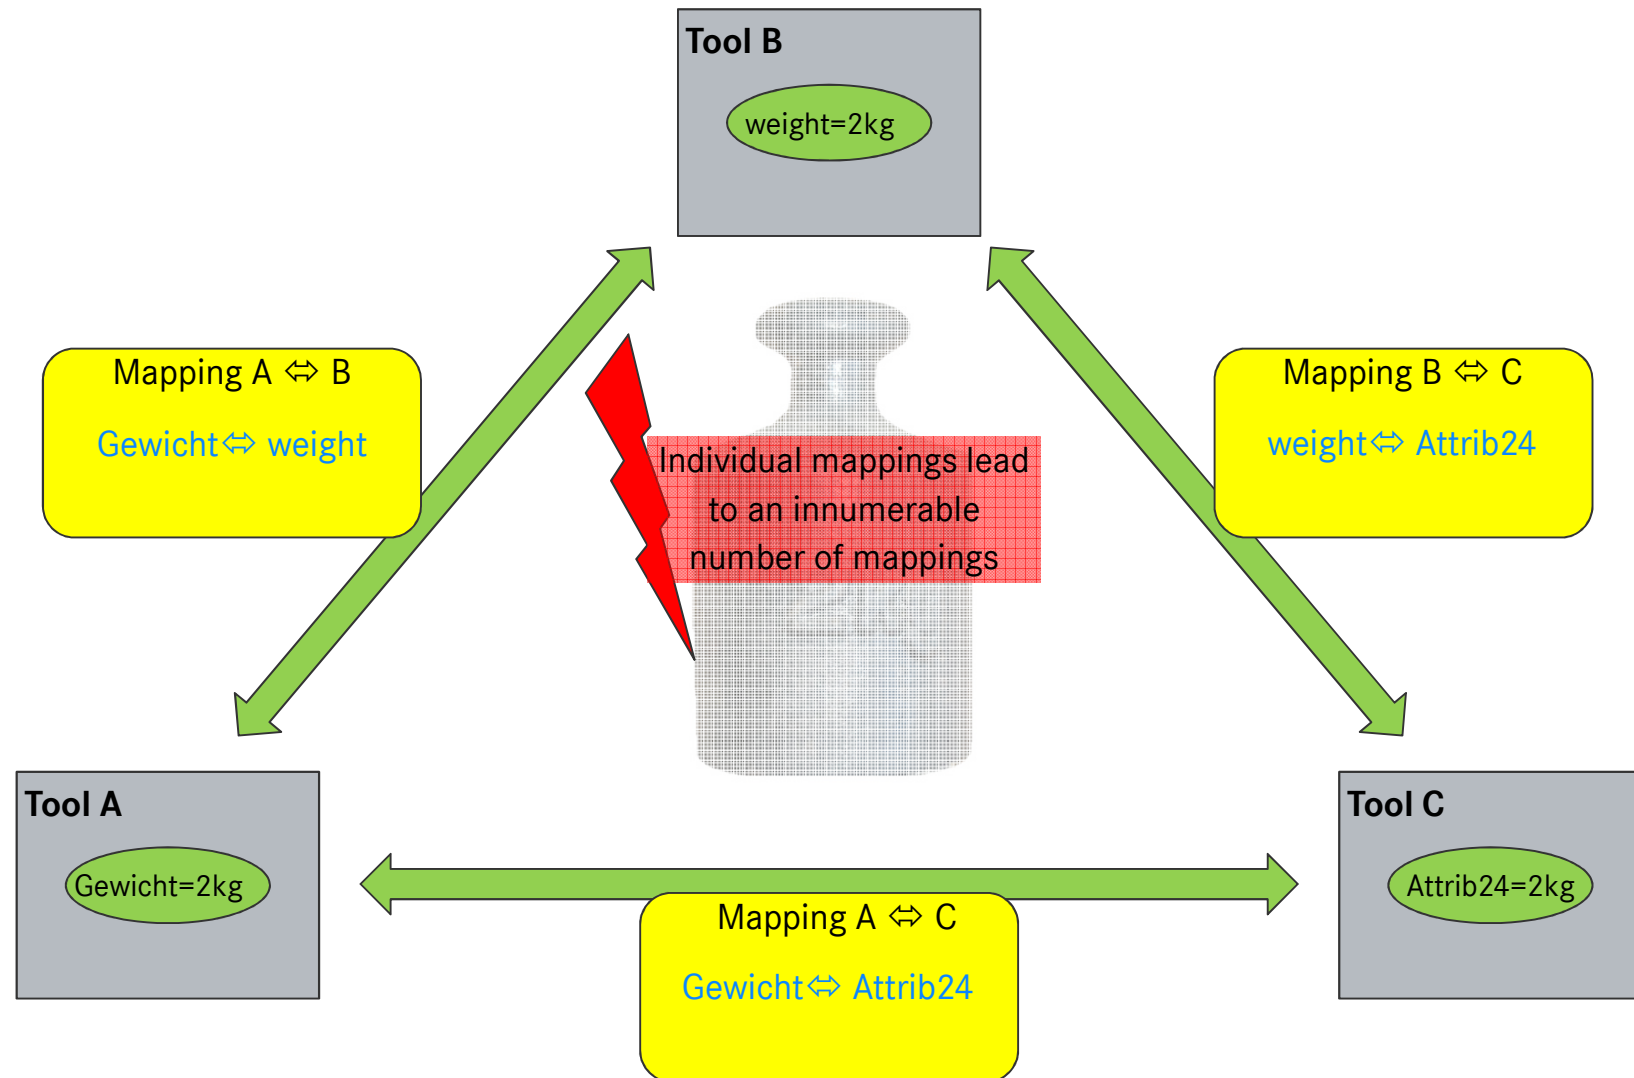 Tool B
weight=2kg
Mapping A ⇔ B
Gewicht⇔ weight
Mapping B ⇔ C
weight⇔ Attrib24
Individual mappings lead
to an innumerable
number of mappings
Tool A
Gewicht=2kg
Tool C
Attrib24=2kg
Mapping A ⇔ C
Gewicht⇔ Attrib24